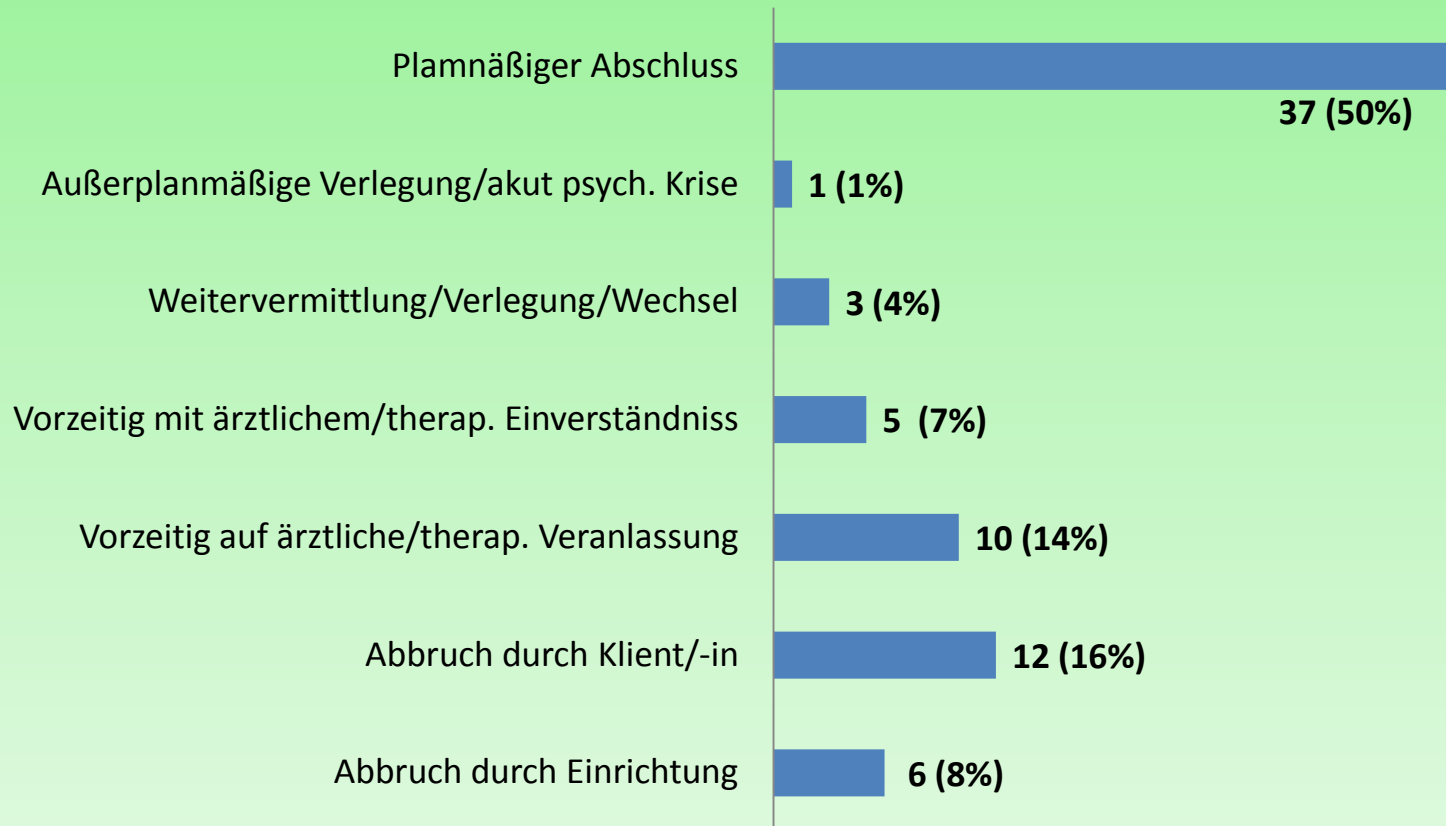 Plamnäßiger Abschluss
37 (50%)
Außerplanmäßige Verlegung/akut psych. Krise
1 (1%)
Weitervermittlung/Verlegung/Wechsel
3 (4%)
Vorzeitig mit ärztlichem/therap. Einverständniss
5 (7%)
Vorzeitig auf ärztliche/therap. Veranlassung
10 (14%)
Abbruch durch Klient/-in
12 (16%)
Abbruch durch Einrichtung
6 (8%)